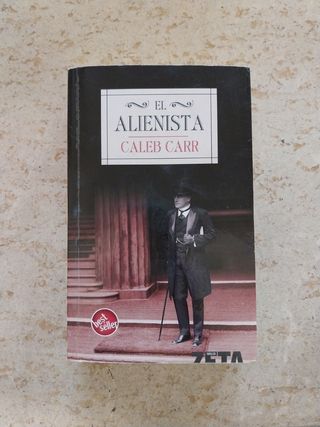 EL
ALIENISTA
CALEB CARR
best
seller
ZETA